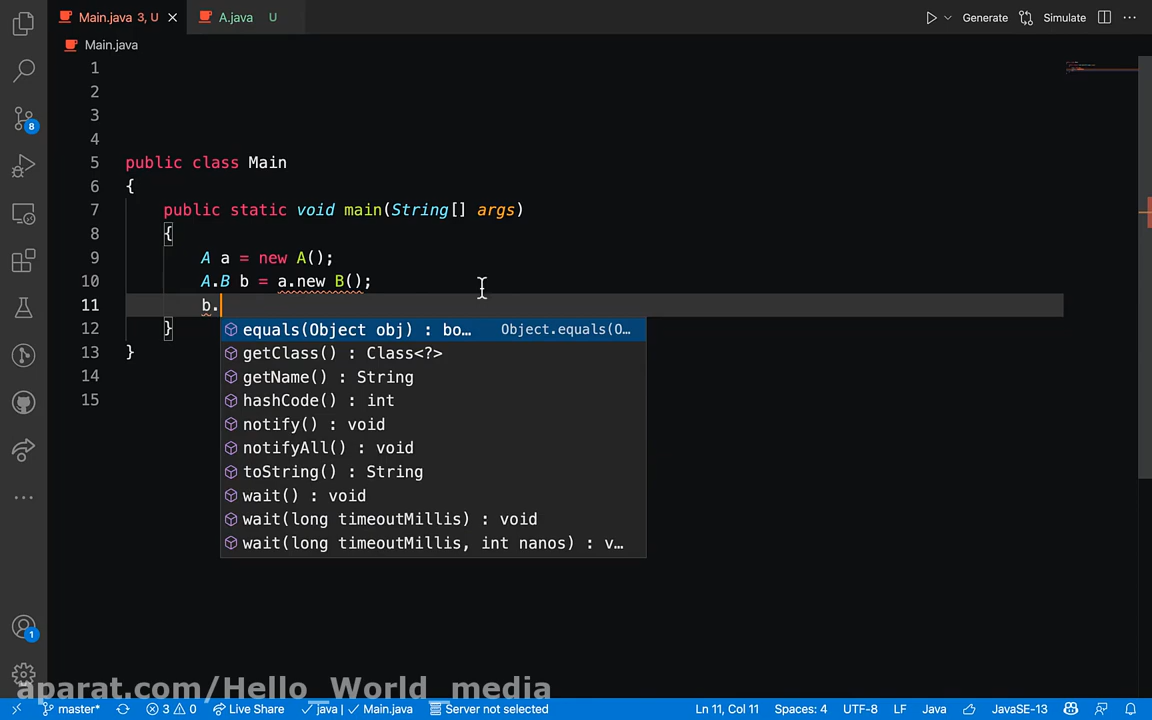 Main.java 3, U
A.java U
Generate
Simulate
Main.java
1
2
3
4
5 public class Main
6 {
7 public static void main(String[] args)
8 {
9 A a = new A();
10 A.B b = a.new B();
11 b.
12 }
13 }
14
15
equals(Object obj) : bo… Object.equals(O…
getClass() : Class<?>
getName() : String
hashCode() : int
notify() : void
notifyAll() : void
toString() : String
wait() : void
wait(long timeoutMillis) : void
wait(long timeoutMillis, int nanos) : v…
8
1
aparat.com/Hello_World_media
master* 3 0 Live Share java | Main.java Server not selected Ln 11, Col 11 Spaces: 4 UTF-8 LF Java JavaSE-13